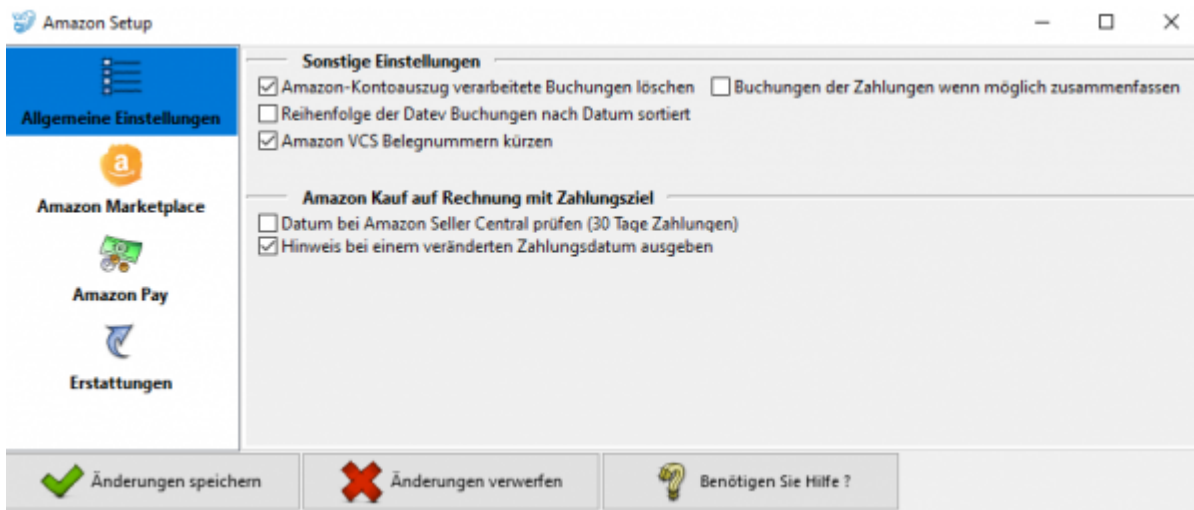 Amazon Setup
Allgemeine Einstellungen
Amazon Marketplace
Amazon Pay
Erstattungen
Sonstige Einstellungen
Amazon-Kontoauszug verarbeitete Buchungen löschen
Buchungen der Zahlungen wenn möglich zusammenfassen
Reihenfolge der Datev Buchungen nach Datum sortiert
Amazon VCS Belegnummern kürzen
Amazon Kauf auf Rechnung mit Zahlungsziel
Datum bei Amazon Seller Central prüfen (30 Tage Zahlungen)
Hinweis bei einem veränderten Zahlungsdatum ausgeben
Änderungen speichern
Änderungen verwerfen
Benötigen Sie Hilfe ?